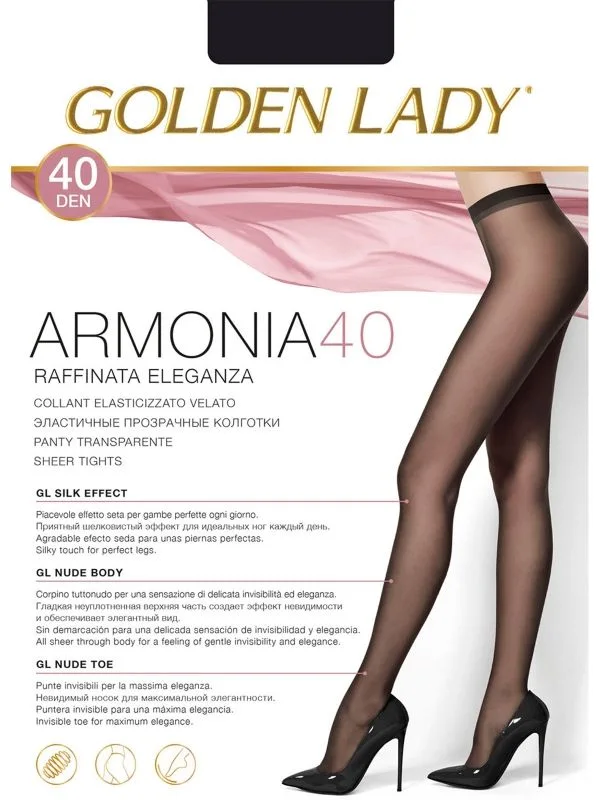 GOLDEN LADY
40
DEN
ARMONIA40
RAFFINATA ELEGANZA
COLLANT ELASTICIZZATO VELATO
ЭЛАСТИЧНЫЕ ПРОЗРАЧНЫЕ КОЛГОТКИ
PANTY TRANSPARENTE
SHEER TIGHTS
GL SILK EFFECT
Piacevole effetto seta per gambe perfette ogni giorno.
Приятный шелковистый эффект для идеальных ног каждый день.
Agradable efecto seda para unas piernas perfectas.
Silky touch for perfect legs.
GL NUDE BODY
Corpino tuttonudo per una sensazione di delicata invisibilità ed eleganza.
Гладкая неуплотненная верхняя часть создает эффект невидимости
и обеспечивает элегантный вид.
Sin demarcación para una delicada sensación de invisibilidad y elegancia.
All sheer through body for a feeling of gentle invisibility and elegance.
GL NUDE TOE
Punte invisibili per la massima eleganza.
Невидимый носок для максимальной элегантности.
Puntera invisible para una máxima elegancia.
Invisible toe for maximum elegance.